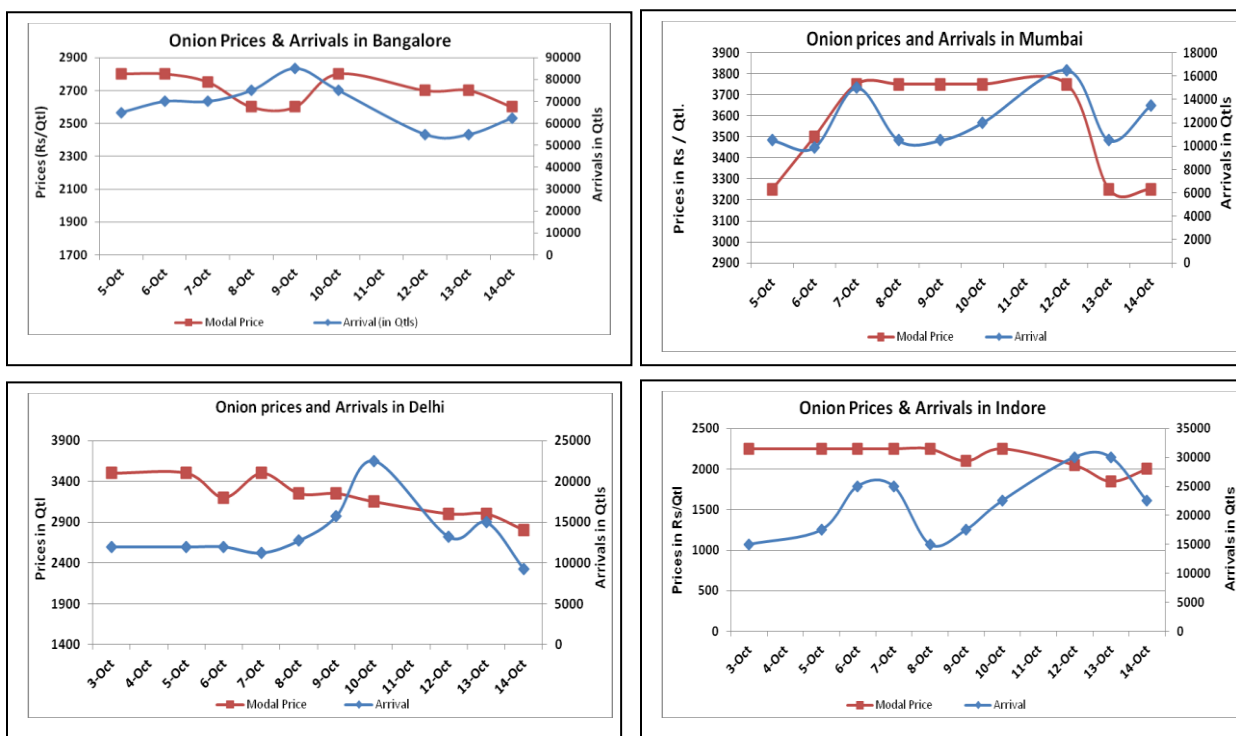 Onion Prices & Arrivals in Bangalore
2900
2700
2500
2300
2100
1900
1700
Prices (Rs/Qtl)
90000
80000
70000
60000
50000
40000
30000
20000
10000
0
Arrivals in Qtls
5-Oct
6-Oct
7-Oct
8-Oct
9-Oct
10-Oct
12-Oct
13-Oct
14-Oct
Modal Price
Arrival (in Qtls)
Onion prices and Arrivals in Mumbai
3900
3800
3700
3600
3500
3400
3300
3200
3100
3000
2900
Prices in Rs / Qtl.
18000
16000
14000
12000
10000
8000
6000
4000
2000
0
Arrivals in Qtls
5-Oct
6-Oct
7-Oct
8-Oct
9-Oct
10-Oct
11-Oct
12-Oct
13-Oct
14-Oct
Modal Price
Arrival
Onion prices and Arrivals in Delhi
3900
3400
2900
2400
1900
1400
Prices in Qtl
25000
20000
15000
10000
5000
0
Arrivals in Qtls
3-Oct
4-Oct
5-Oct
6-Oct
7-Oct
8-Oct
9-Oct
10-Oct
12-Oct
13-Oct
14-Oct
Modal Price
Arrival
Onion Prices & Arrivals in Indore
2500
2000
1500
1000
500
0
Prices in Rs/Qtl
35000
30000
25000
20000
15000
10000
5000
0
Arrivals in Qtls
3-Oct
4-Oct
5-Oct
6-Oct
7-Oct
8-Oct
9-Oct
10-Oct
12-Oct
13-Oct
14-Oct
Modal Price
Arrival